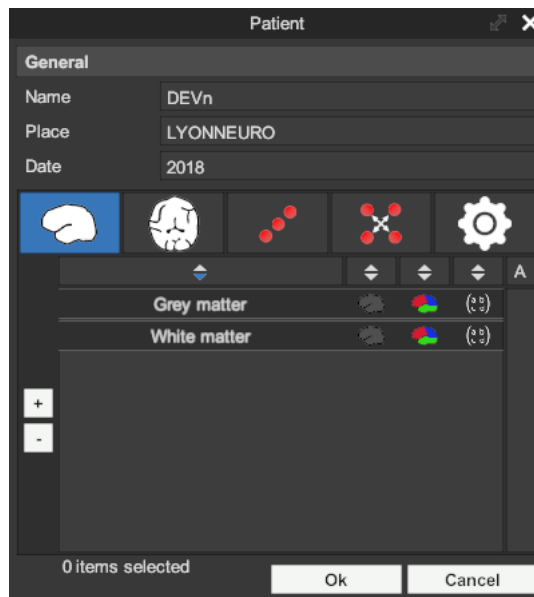 Patient
General
Name DEVn
Place LYONNEURO
Date 2018
A
Grey matter
White matter
+
-
0 items selected
Ok Cancel